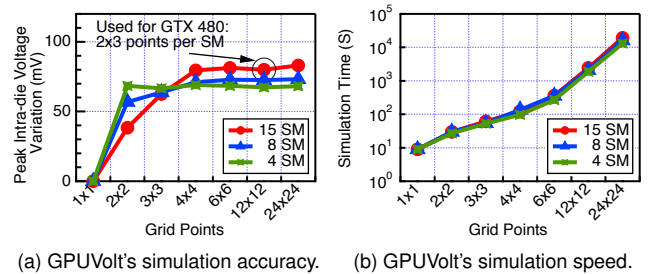 Used for GTX 480:
2x3 points per SM
Peak Intra-die Voltage
Variation (mV)
100
50
0
15 SM
8 SM
4 SM
1x1
2x2
3x3
4x4
6x6
12x12
24x24
Grid Points
(a) GPUVolt's simulation accuracy.
Simulation Time (S)
10^5
10^4
10^3
10^2
10^1
10^0
15 SM
8 SM
4 SM
1x1
2x2
3x3
4x4
6x6
12x12
24x24
Grid Points
(b) GPUVolt's simulation speed.